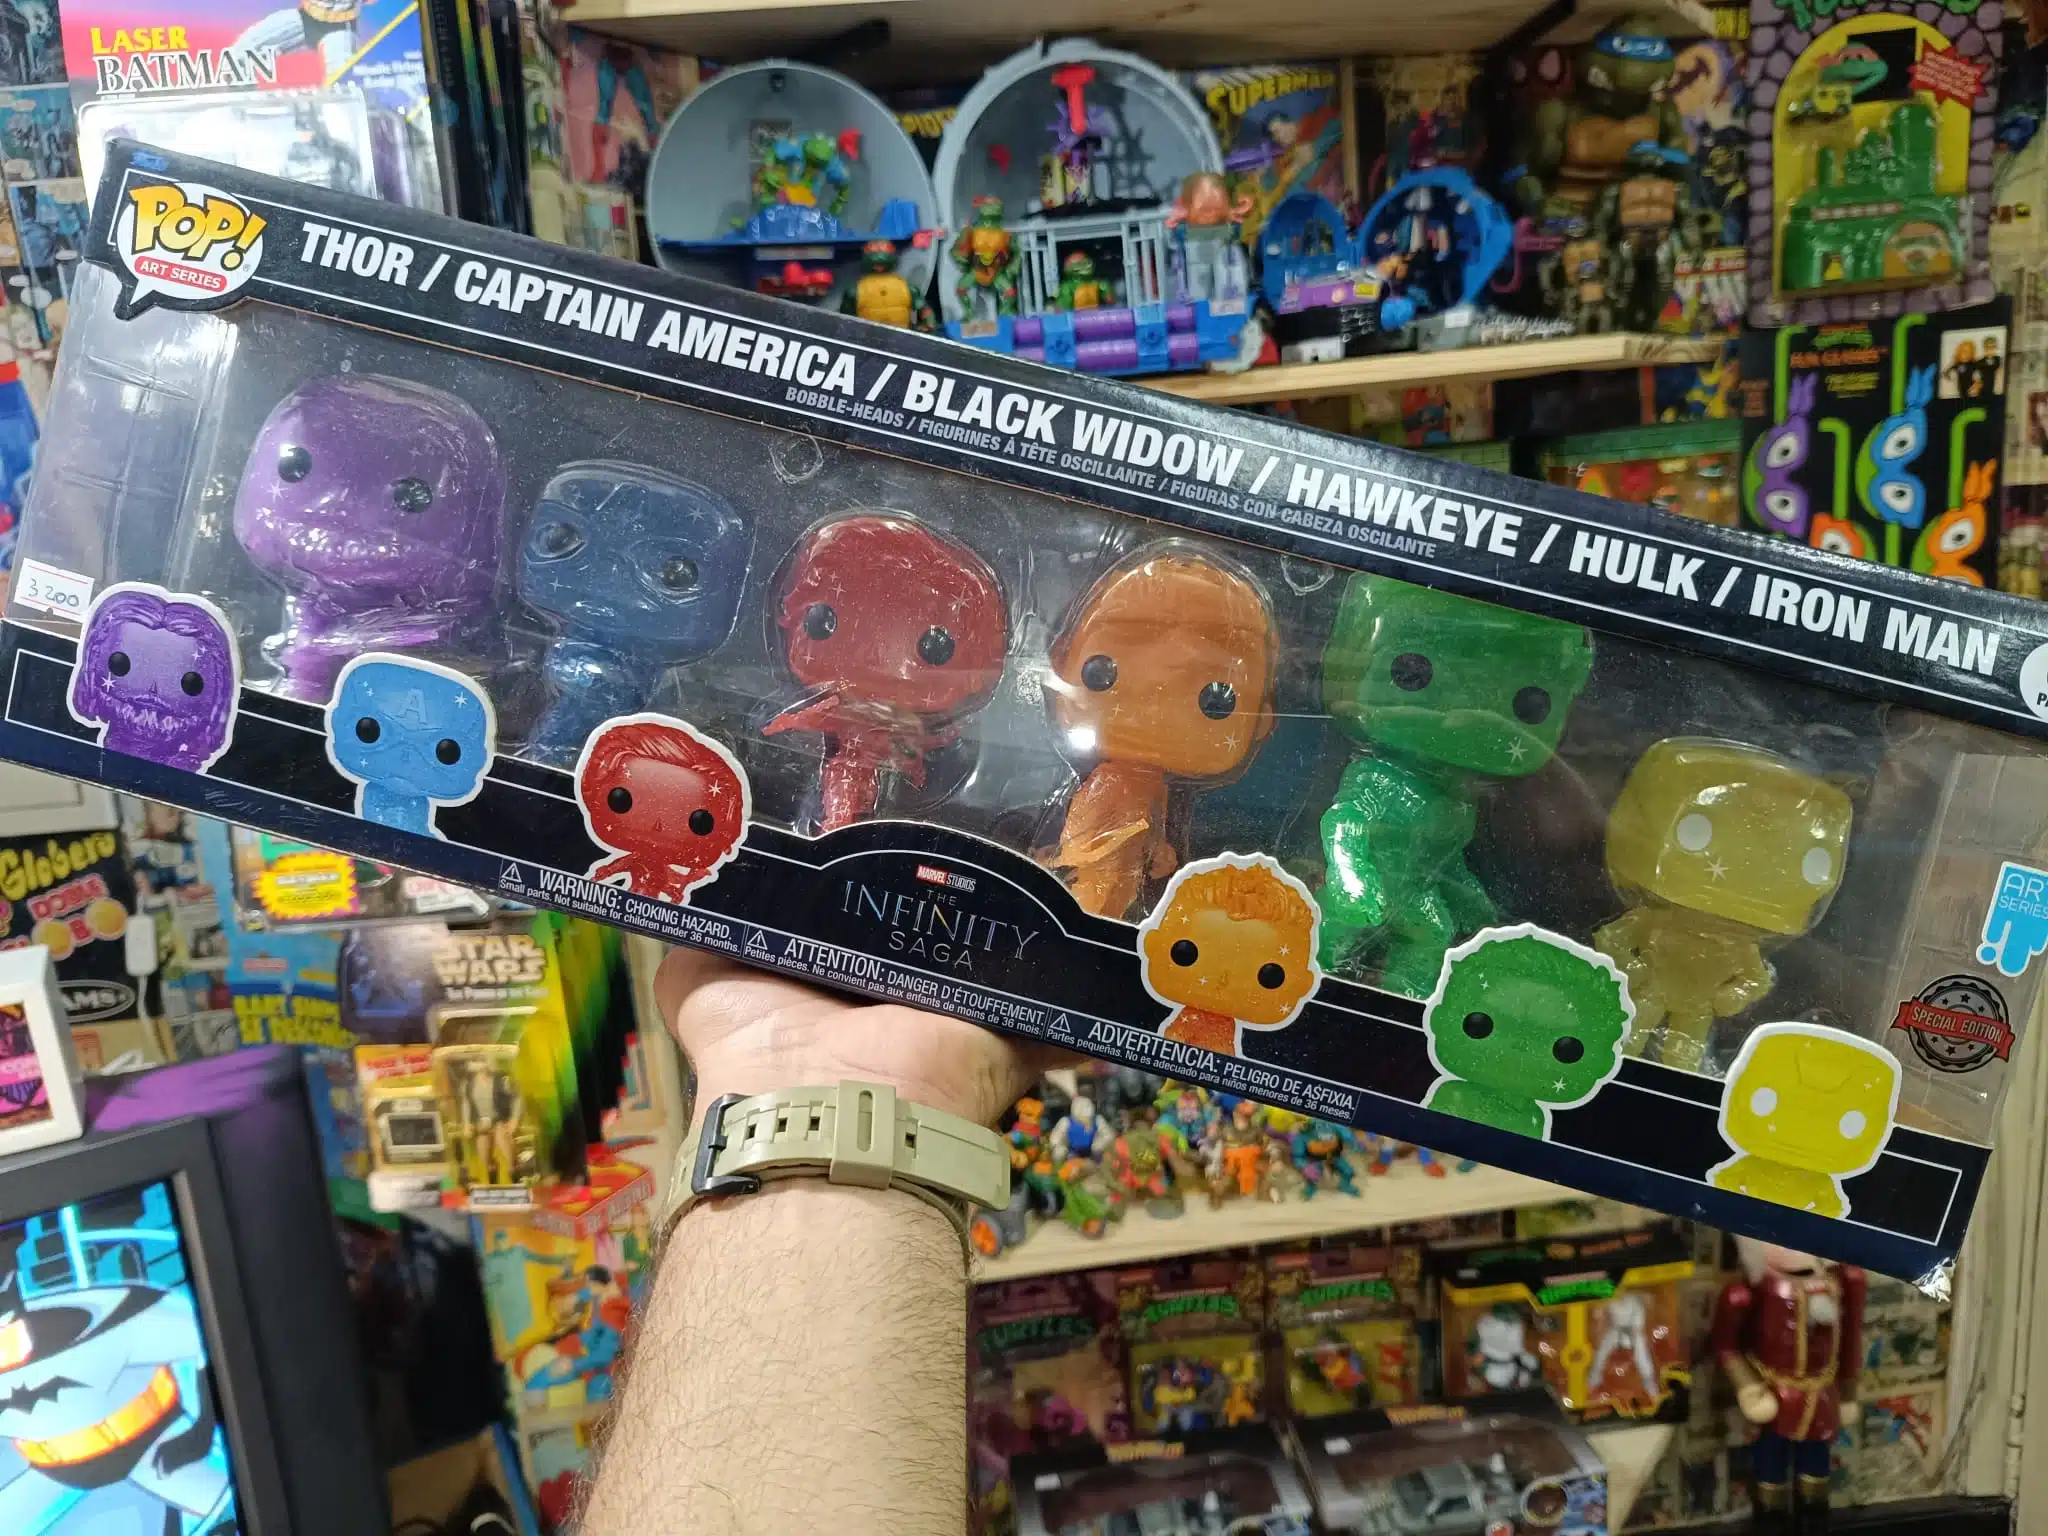 LASER
BATMAN
SUPERMAN
POP!
ART SERIES
THOR / CAPTAIN AMERICA / BLACK WIDOW / HAWKEYE / HULK / IRON MAN
BOBBLE-HEADS / FIGURINES À TÊTE OSCILLANTE / FIGURAS CON CABEZA OSCILANTE
3200
A
MARVEL STUDIOS
THE
INFINITY
SAGA
WARNING: CHOKING HAZARD.
Small parts. Not suitable for children under 36 months.
ATTENTION: DANGER D'ÉTOUFFEMENT.
Petites pièces. Ne convient pas aux enfants de moins de 36 mois.
ADVERTENCIA: PELIGRO DE ASFIXIA.
Partes pequeñas. No es adecuado para niños menores de 36 meses.
ART
SERIES
SPECIAL EDITION
STAR
WARS
TURTLES
TURTLES